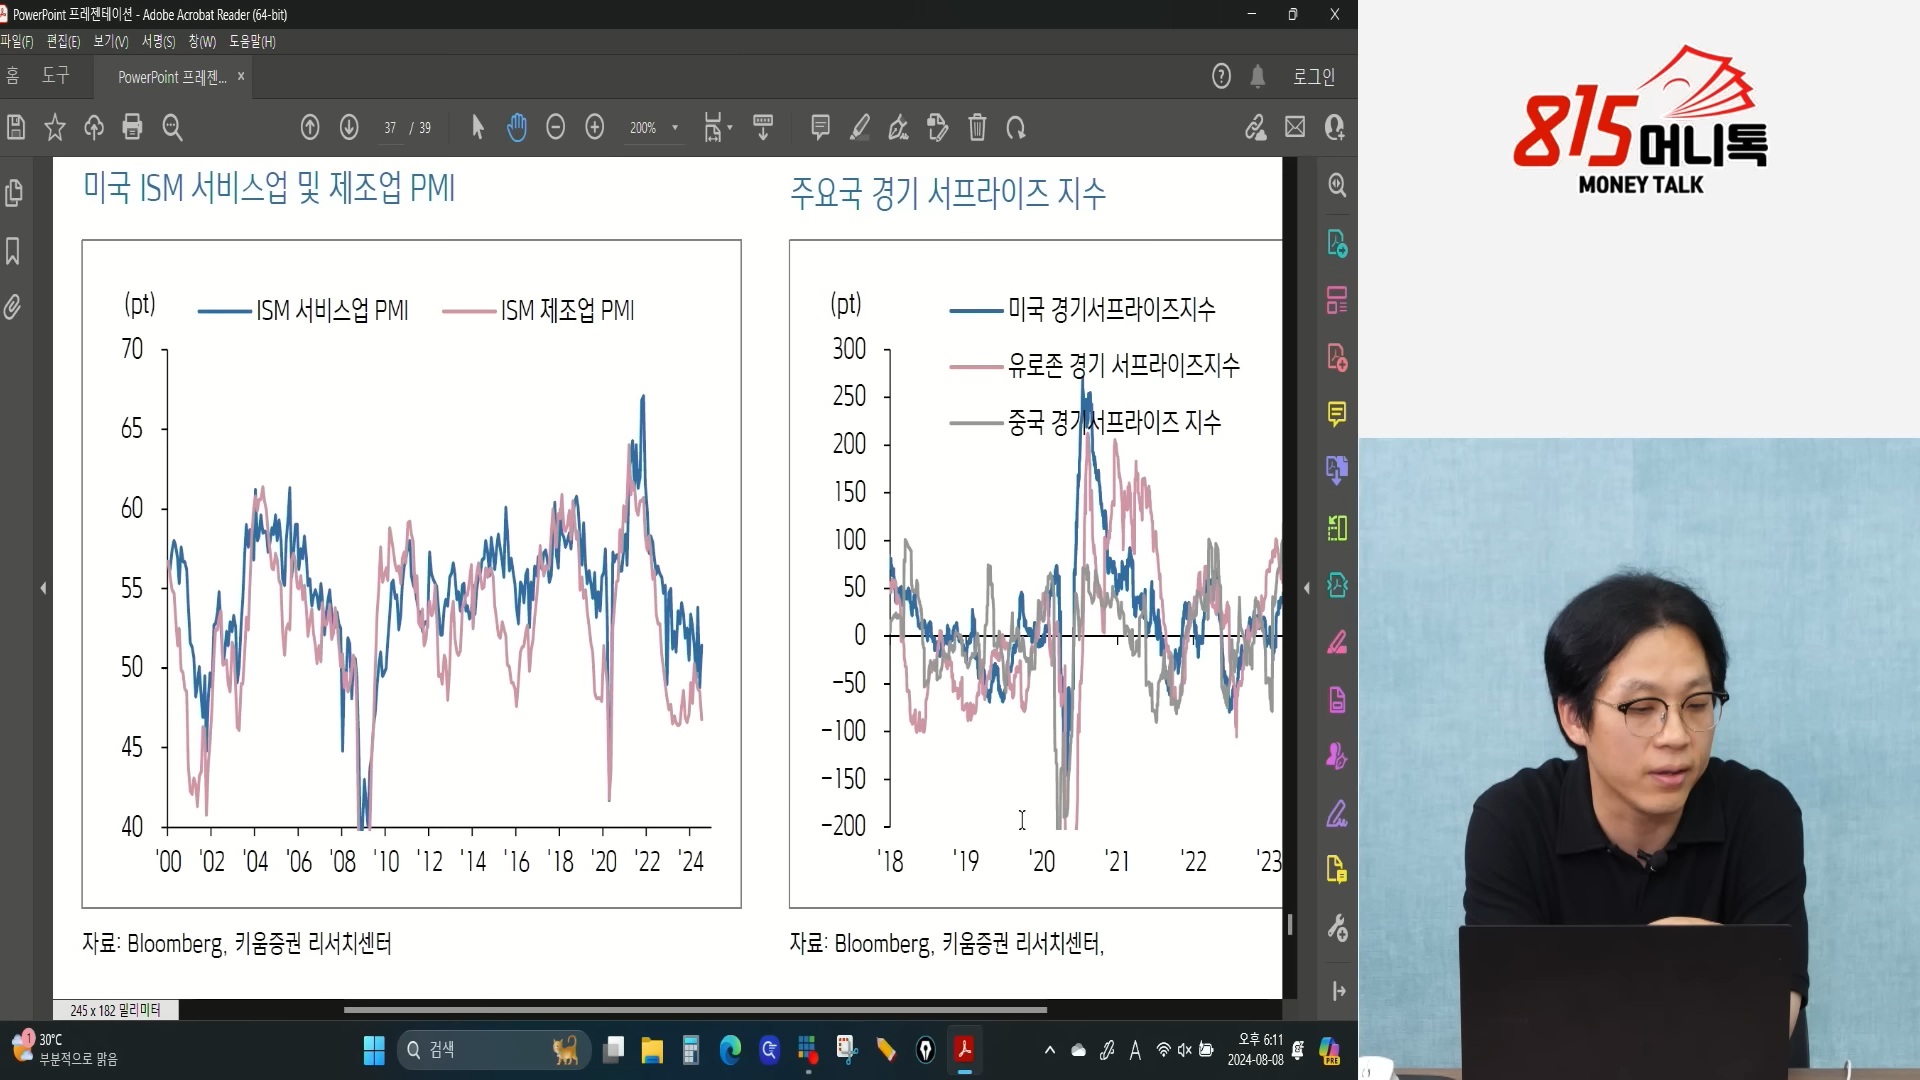 PowerPoint 프레젠테이션 - Adobe Acrobat Reader (64-bit)
파일(F) 편집(E) 보기(V) 서명(S) 창(W) 도움말(H)
홈 도구 PowerPoint 프레젠... × 로그인
37 / 39 200%
미국 ISM 서비스업 및 제조업 PMI
(pt)
ISM 서비스업 PMI ISM 제조업 PMI
70
65
60
55
50
45
40
'00 '02 '04 '06 '08 '10 '12 '14 '16 '18 '20 '22 '24
자료: Bloomberg, 키움증권 리서치센터
주요국 경기 서프라이즈 지수
(pt)
미국 경기서프라이즈지수
유로존 경기 서프라이즈지수
중국 경기서프라이즈 지수
300
250
200
150
100
50
0
-50
-100
-150
-200
'18 '19 '20 '21 '22 '23
자료: Bloomberg, 키움증권 리서치센터,
245 x 182 밀리미터
815머니톡
MONEY TALK
1
30°C
부분적으로 맑음
검색
A
오후 6:11
2024-08-08
PRE